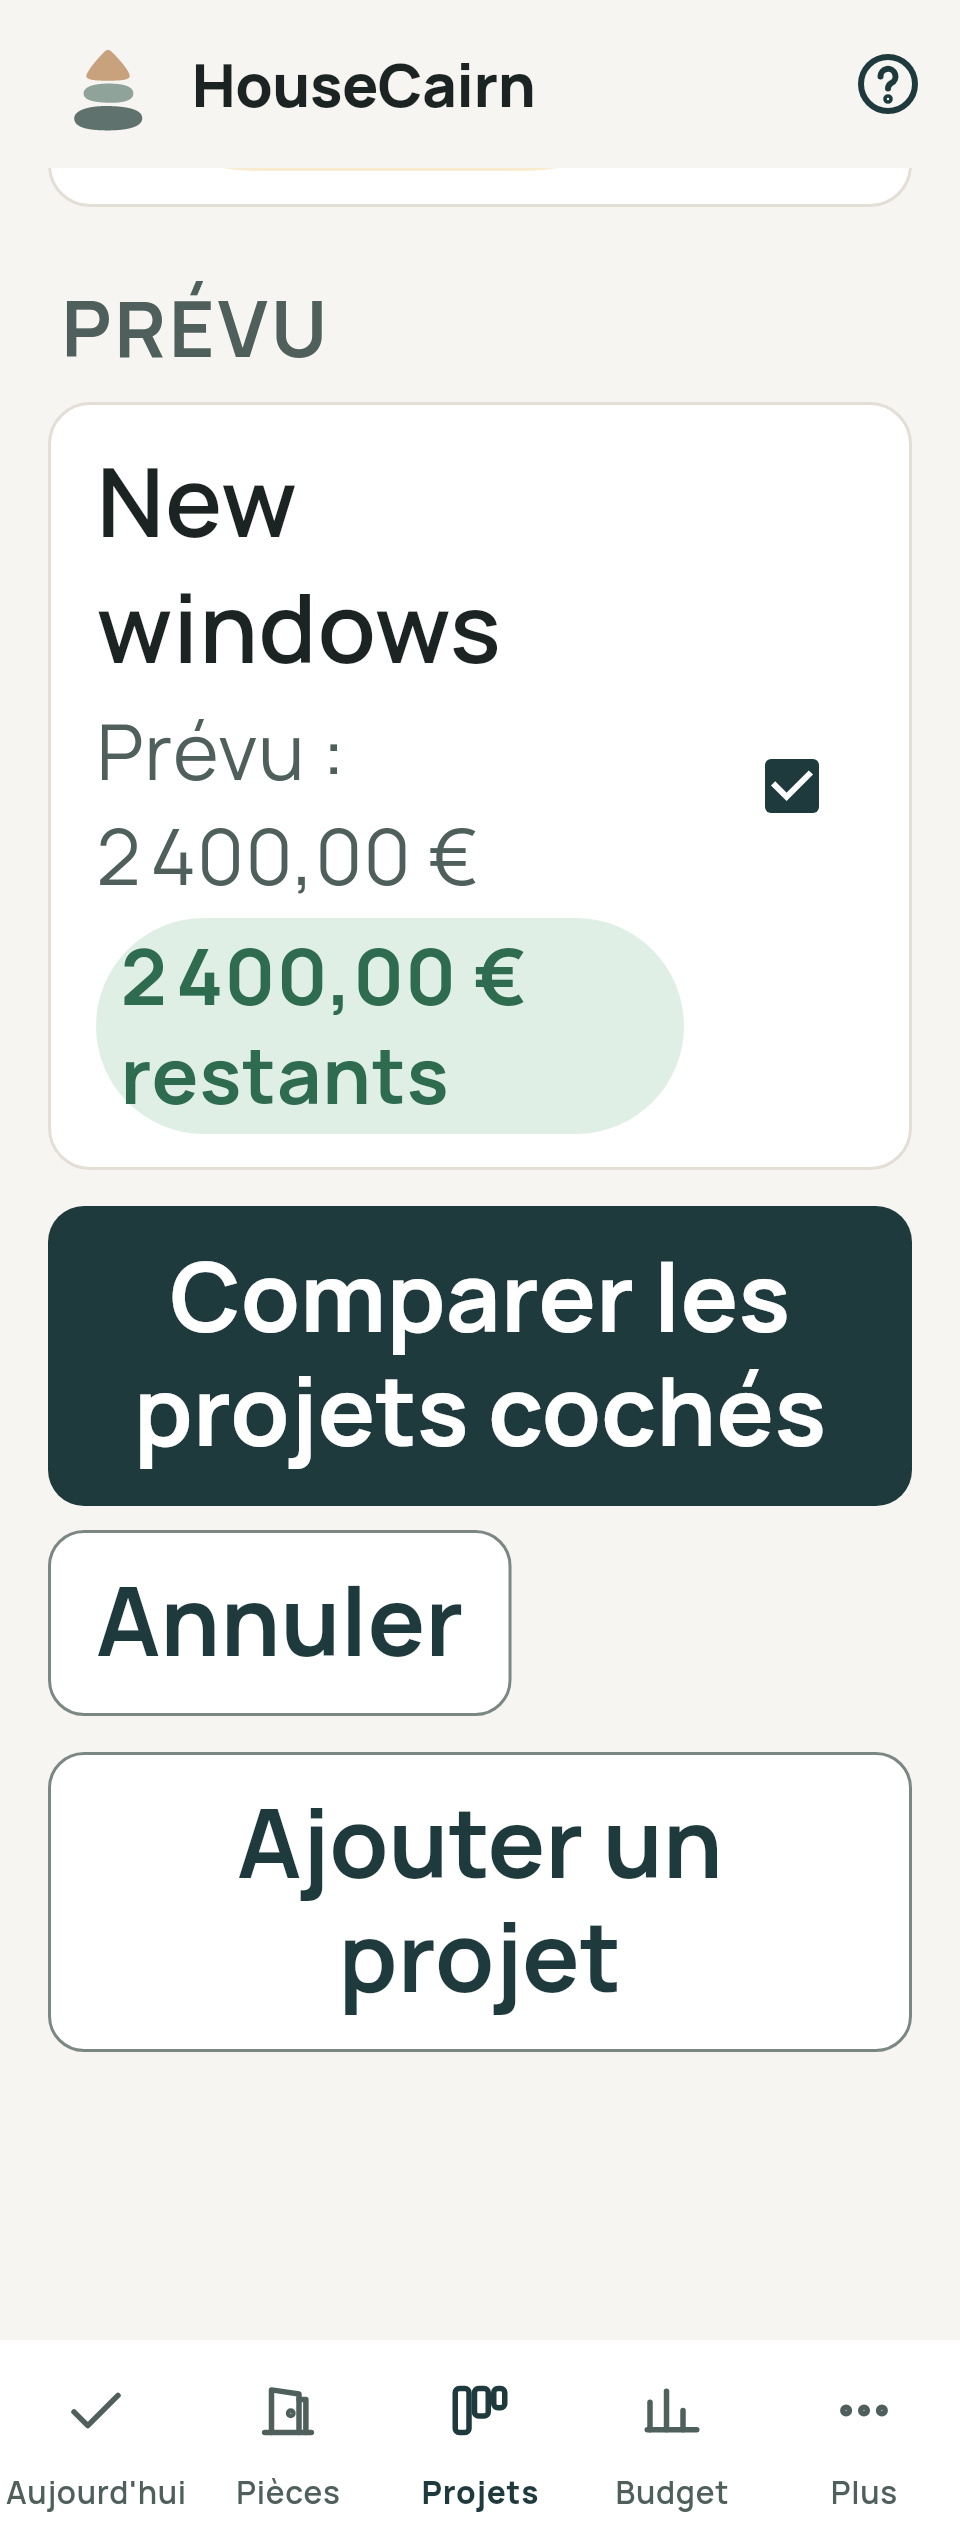 HouseCairn
PRÉVU
New
windows
Prévu :
2 400,00 €
2 400,00 €
restants
Comparer les
projets cochés
Annuler
Ajouter un
projet
Aujourd'hui
Pièces
Projets
Budget
Plus